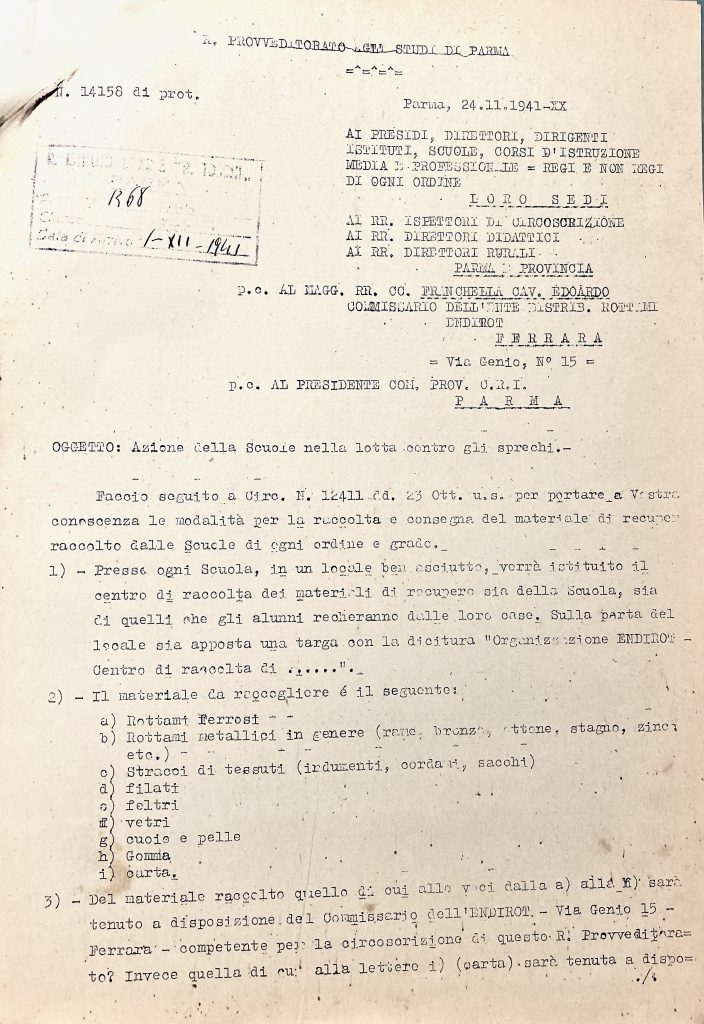 R. PROVVEDITORATO AGLI STUDI DI PARMA
=^=^=^=
N. 14158 di prot.
Parma, 24.11.1941-XX
AI PRESIDI, DIRETTORI, DIRIGENTI
ISTITUTI, SCUOLE, CORSI D'ISTRUZIONE
MEDIA E PROFESSIONALE = REGI E NON REGI
DI OGNI ORDINE
LORO SEDI
1368
Data di Arrivo 1-XII-1941
AI RR. ISPETTORI DI CIRCOSCRIZIONE
AI RR. DIRETTORI DIDATTICI
AI RR. DIRETTORI RURALI
PARMA E PROVINCIA
p.c. AL MAGG. RR. CC. FRANCHELLA CAV. EDOARDO
COMMISSARIO DELL'ENTE DISTRIB. ROTTAMI
ENDIROT
FERRARA
= Via Genio, N° 15 =
p.c. AL PRESIDENTE COM. PROV. C.R.I.
PARMA
OGGETTO: Azione della Scuole nella lotta contro gli sprechi.-
Faccio seguito a Circ. N. 12411 dd. 23 Ott. u.s. per portare a Vostra
conoscenza le modalità per la raccolta e consegna del materiale di recuper
raccolto dalle Scuole di ogni ordine e grado.
1) - Presso ogni Scuola, in un locale ben asciutto, verrà istituito il
centro di raccolta dei materiali di recupero sia della Scuola, sia
di quelli che gli alunni recheranno dalle loro case. Sulla porta del
locale sia apposta una targa con la dicitura "Organizzazione ENDIROT -
Centro di raccolta di ......".
2) - Il materiale da raccogliere é il seguente:
a) Rottami Ferrosi - -
b) Rottami metallici in genere (rame, bronzo, ottone, stagno, zinco
etc.) -
c) Stracci di tessuti (indumenti, cordami, sacchi)
d) filati
e) feltri
f) vetri
g) cuoio e pelle
h) Gomma
i) carta.
3) - Del materiale raccolto quello di cui alle voci dalla a) alla h) sarà
tenuto a disposizione del Commissario dell'ENDIROT - Via Genio 15 -
Ferrara - competente per la circoscrizione di questo R. Provveditora=
to? Invece quella di cui alla lettere i) (carta) sarà tenuta a dispo=
./.